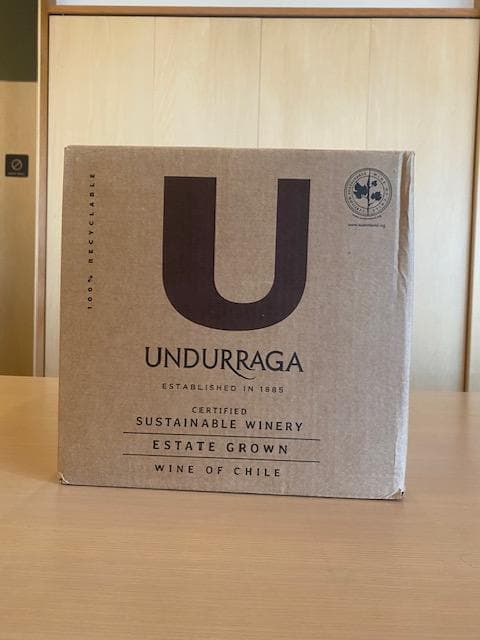 100% RECYCLABLE
U
UNDURRAGA
ESTABLISHED IN 1885
CERTIFIED
SUSTAINABLE WINERY
ESTATE GROWN
WINE OF CHILE